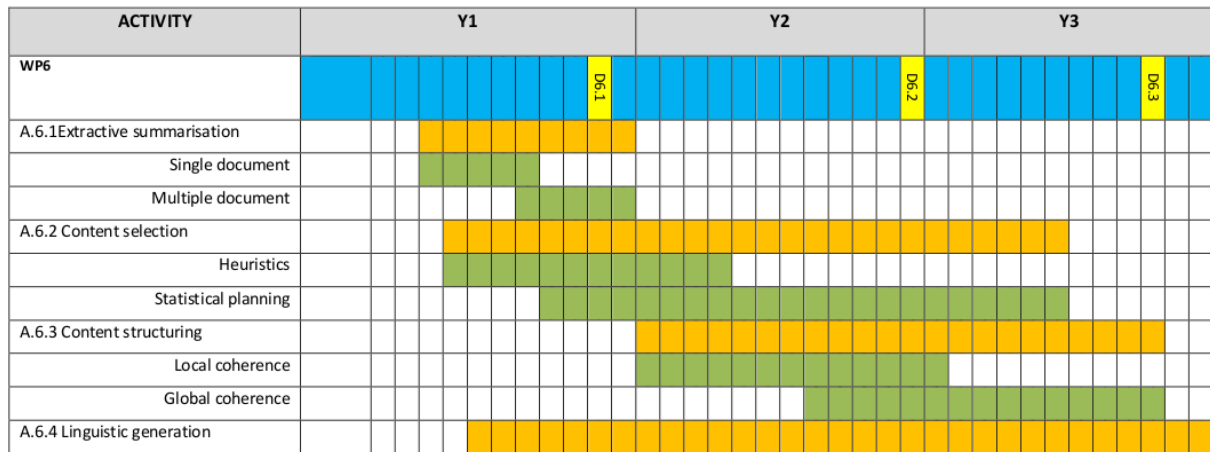 ACTIVITY Y1 Y2 Y3
WP6 D6.1 D6.2 D6.3
A.6.1Extractive summarisation
Single document
Multiple document
A.6.2 Content selection
Heuristics
Statistical planning
A.6.3 Content structuring
Local coherence
Global coherence
A.6.4 Linguistic generation